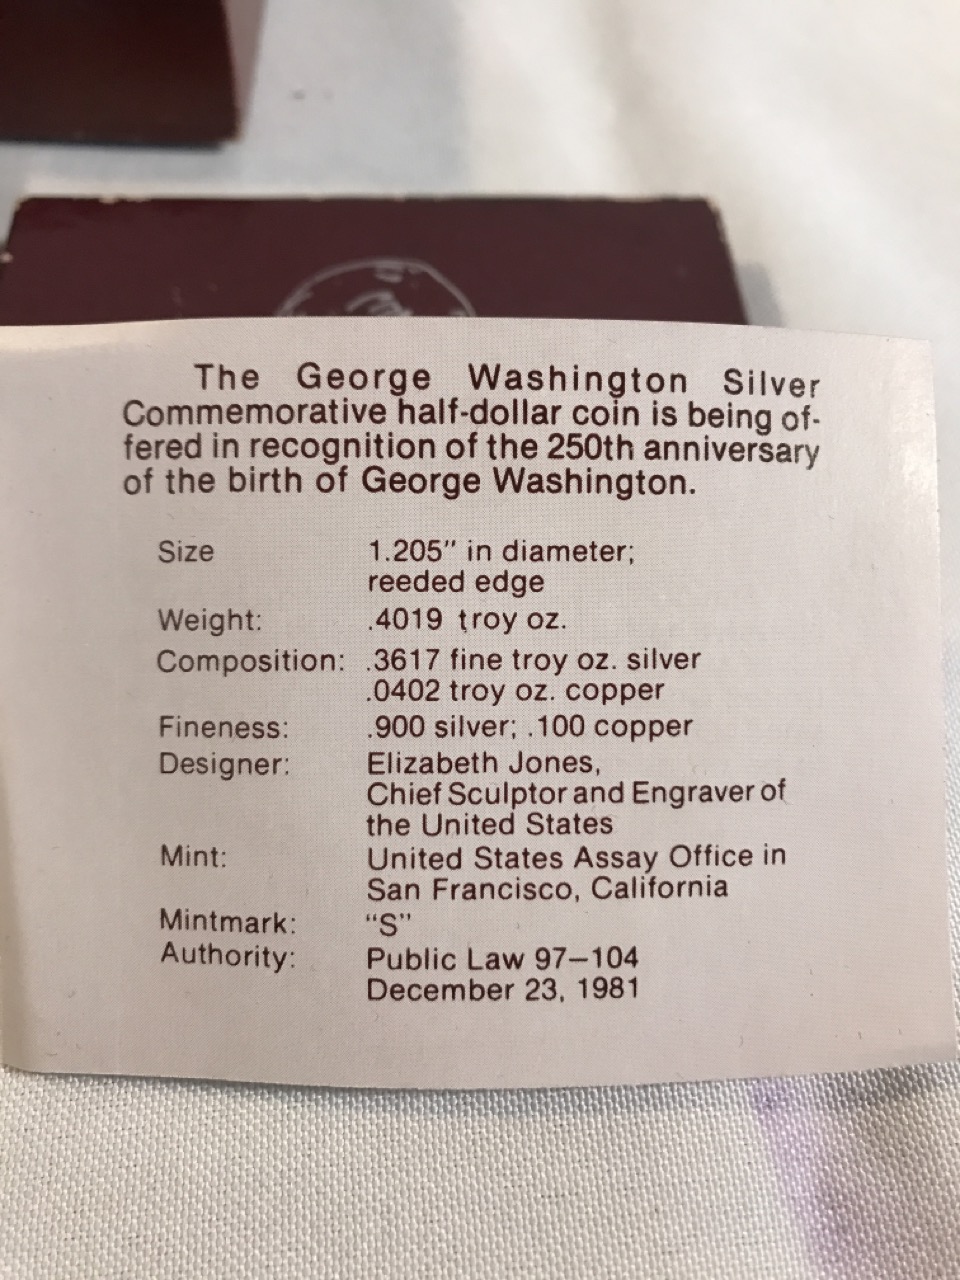 The George Washington Silver
Commemorative half-dollar coin is being of-
fered in recognition of the 250th anniversary
of the birth of George Washington.
Size 1.205" in diameter;
reeded edge
Weight: .4019 troy oz.
Composition: .3617 fine troy oz. silver
.0402 troy oz. copper
Fineness: .900 silver; .100 copper
Designer: Elizabeth Jones,
Chief Sculptor and Engraver of
the United States
Mint: United States Assay Office in
San Francisco, California
Mintmark: "S"
Authority: Public Law 97–104
December 23, 1981